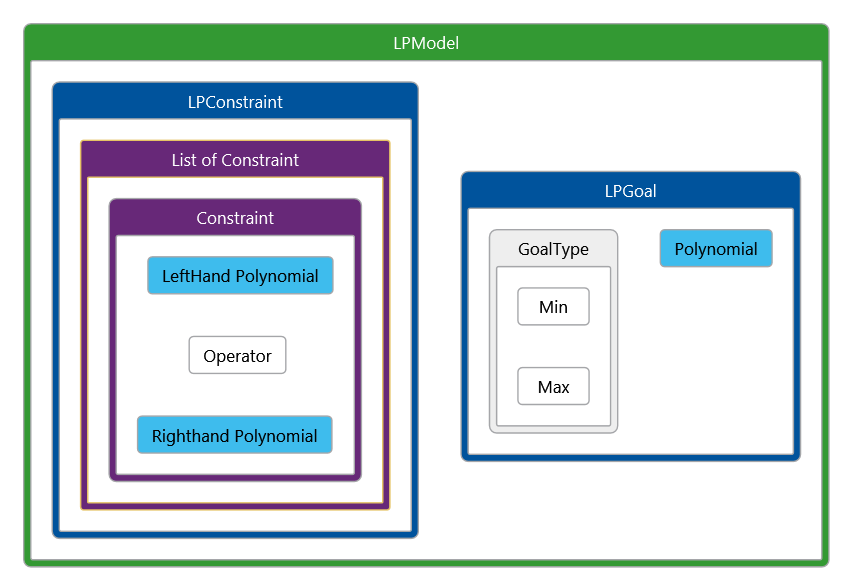 LPModel
LPConstraint
List of Constraint
Constraint
LeftHand Polynomial
Operator
Righthand Polynomial
LPGoal
GoalType
Min
Max
Polynomial